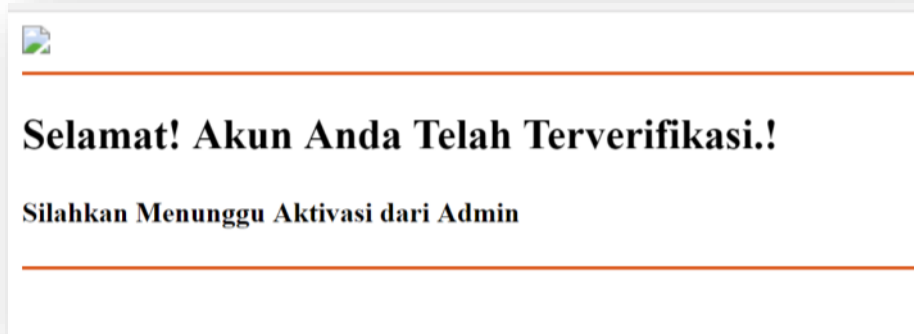 Selamat! Akun Anda Telah Terverifikasi.!
Silahkan Menunggu Aktivasi dari Admin